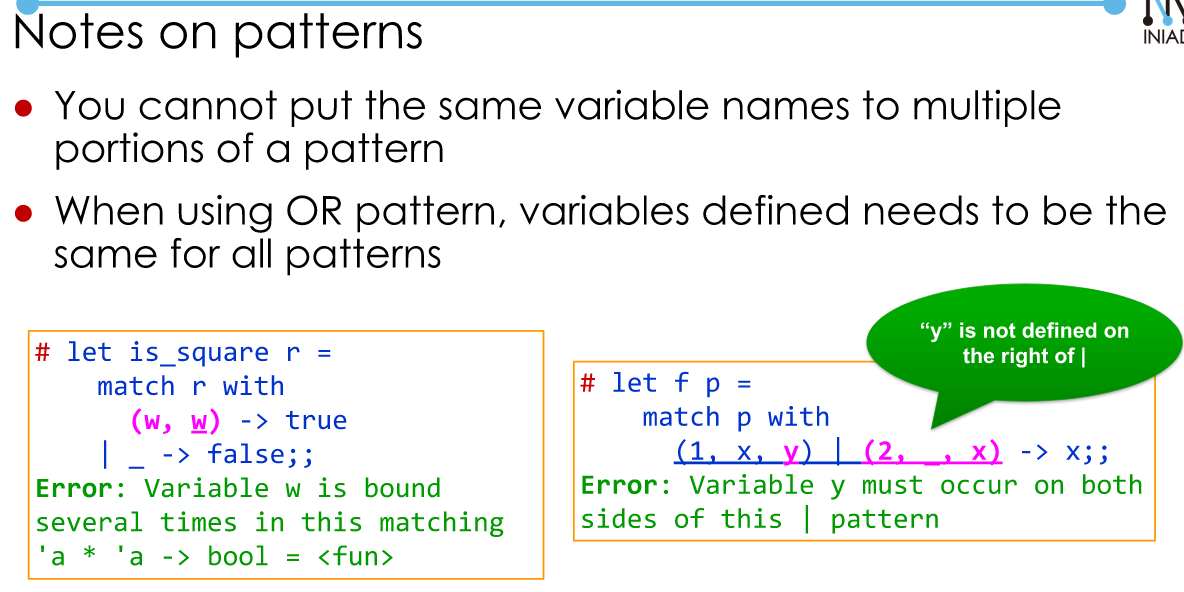 Notes on patterns
INIAD
● You cannot put the same variable names to multiple
portions of a pattern
● When using OR pattern, variables defined needs to be the
same for all patterns
“y” is not defined on
the right of |
# let is_square r =
match r with
(w, w) -> true
| _ -> false;;
Error: Variable w is bound
several times in this matching
'a * 'a -> bool = <fun>
# let f p =
match p with
(1, x, y) | (2, _, x) -> x;;
Error: Variable y must occur on both
sides of this | pattern